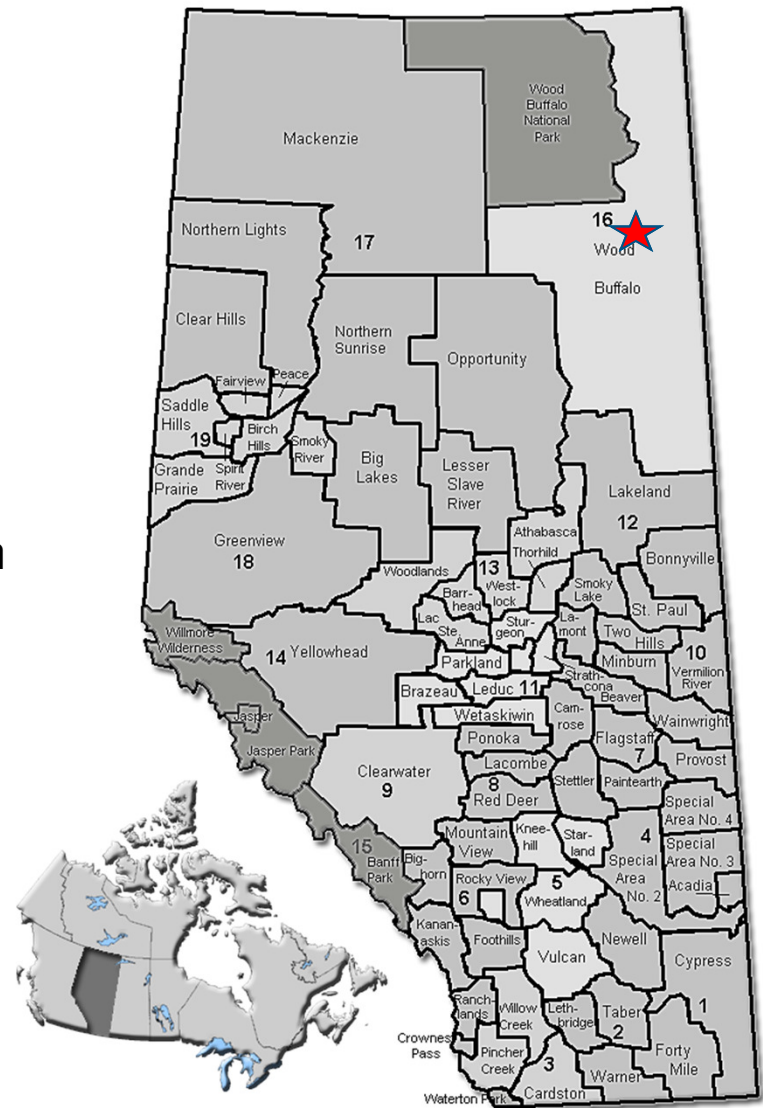 Wood
Buffalo
National
Park
Mackenzie
16
Wood
Buffalo
Northern Lights
17
Clear Hills
Northern
Sunrise
Opportunity
Fairview
Peace
Saddle
Hills
19
Birch
Hills
Smoky
River
Big
Lakes
Lesser
Slave
River
Grande
Prairie
Spirit
River
Lakeland
12
Greenview
18
Athabasca
Thorhild
Bonnyville
Woodlands
13
West-
lock
Barr-
head
Smoky
Lake
St. Paul
Lac
Ste.
Anne
Stur-
geon
La-
mont
Two
Hills
Willmore
Wilderness
14
Yellowhead
Parkland
Minburn
10
Vermilion
River
Strath-
cona
Brazeau
Leduc
11
Beaver
Wetaskiwin
Cam-
rose
Wainwright
Jasper
Jasper Park
Ponoka
Flagstaff
7
Provost
Clearwater
9
Lacombe
8
Red Deer
Stettler
Paintearth
Special
Area No. 4
15
Banff
Park
Big-
horn
Mountain
View
Knee-
hill
Star-
land
4
Special
Area
No. 2
Special
Area No. 3
Acadia
Rocky View
6
5
Wheatland
Kanan-
askis
Foothills
Vulcan
Newell
Cypress
1
Ranch-
lands
Willow
Creek
Leth-
bridge
Taber
2
Crownest
Pass
Pincher
Creek
3
Cardston
Warner
Forty
Mile
Waterton Park